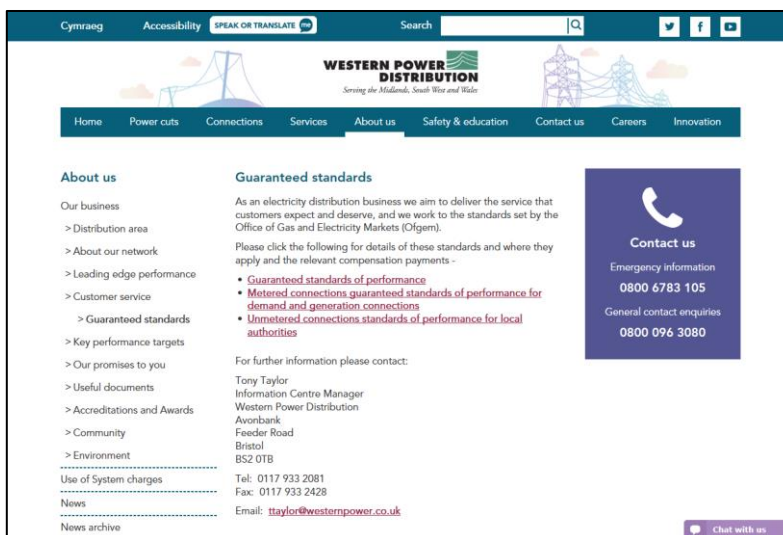 Cymraeg
Accessibility
SPEAK OR TRANSLATE me
Search
WESTERN POWER
DISTRIBUTION
Serving the Midlands, South West and Wales
Home
Power cuts
Connections
Services
About us
Safety & education
Contact us
Careers
Innovation
About us
Our business
> Distribution area
> About our network
> Leading edge performance
> Customer service
> Guaranteed standards
> Key performance targets
> Our promises to you
> Useful documents
> Accreditations and Awards
> Community
> Environment
Use of System charges
News
News archive
Guaranteed standards
As an electricity distribution business we aim to deliver the service that
customers expect and deserve, and we work to the standards set by the
Office of Gas and Electricity Markets (Ofgem).
Please click the following for details of these standards and where they
apply and the relevant compensation payments -
• Guaranteed standards of performance
• Metered connections guaranteed standards of performance for
demand and generation connections
• Unmetered connections standards of performance for local
authorities
For further information please contact:
Tony Taylor
Information Centre Manager
Western Power Distribution
Avonbank
Feeder Road
Bristol
BS2 0TB
Tel: 0117 933 2081
Fax: 0117 933 2428
Email: ttaylor@westernpower.co.uk
Contact us
Emergency information
0800 6783 105
General contact enquiries
0800 096 3080
Chat with us